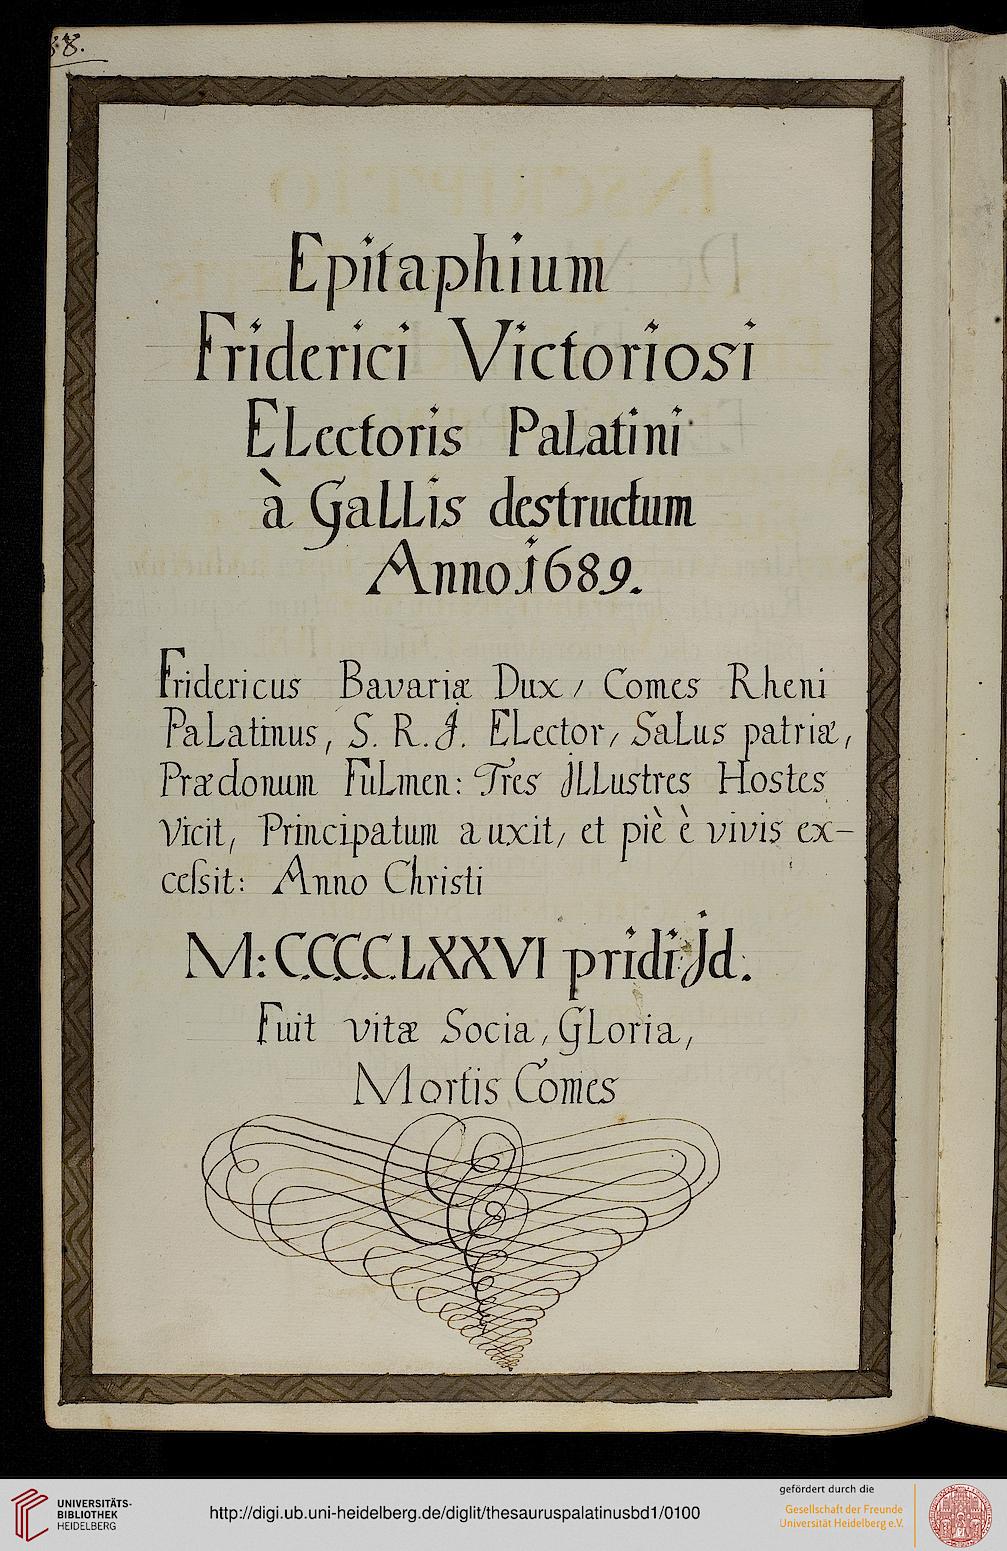 88.
Epitaphium
Friderici Victoriosi
ELectoris PaLatini
à GaLLis destructum
Anno 1689.
Fridericus Bavariæ Dux, Comes Rheni
PaLatinus, S. R. J. ELector, SaLus patriæ,
Prædonum FuLmen: Tres JLLustres Hostes
Vicit, Principatum auxit, et piè è vivis ex-
ceſsit: Anno Christi
M:CCCCLXXVI pridi: Jd.
Fuit vitæ Socia, GLoria,
Mortis Comes
UNIVERSITÄTS-
BIBLIOTHEK
HEIDELBERG
http://digi.ub.uni-heidelberg.de/diglit/thesauruspalatinusbd1/0100
gefördert durch die
Gesellschaft der Freunde
Universität Heidelberg e.V.